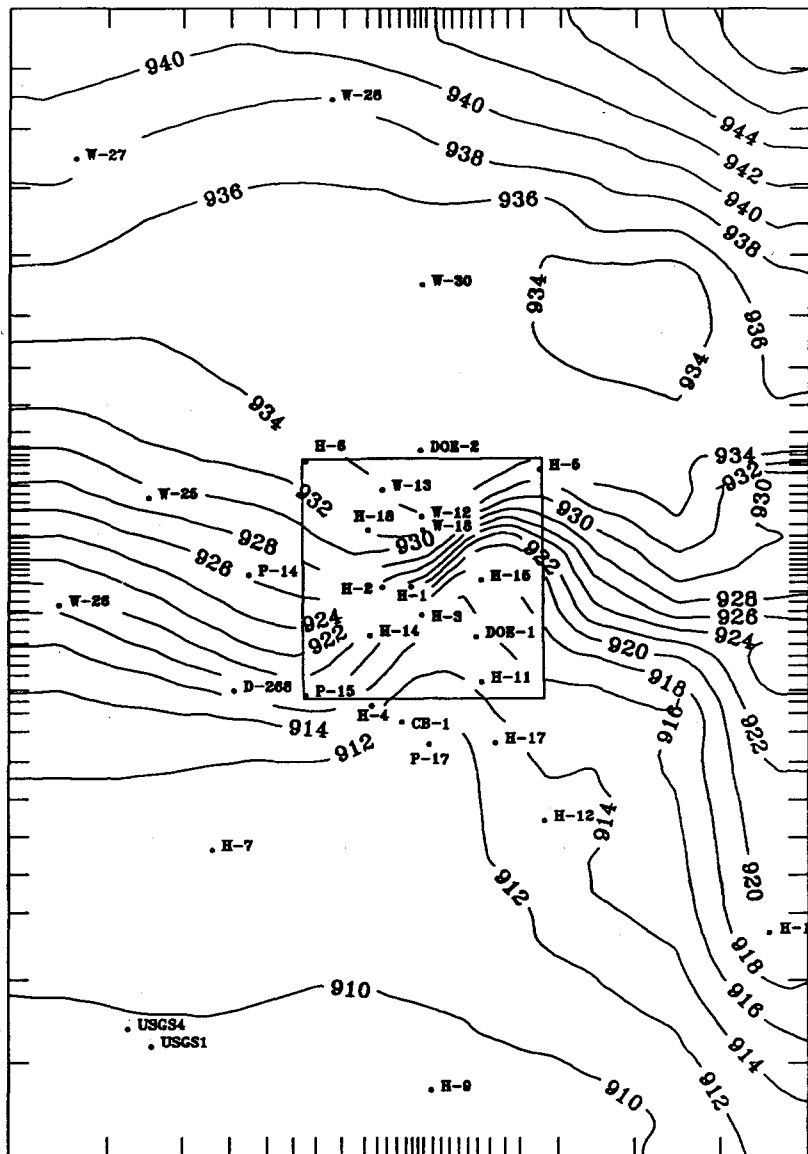 940
W-28
940
944
942
W-27
938
936
936
940
938
W-30
934
936
934
934
H-6
DOE-2
H-5
934
932
930
W-25
932
W-13
W-12
H-18
W-18
930
930
928
926
P-14
922
H-15
H-2
H-1
928
926
924
W-26
924
922
H-3
H-14
DOE-1
920
918
D-268
P-15
H-11
916
922
914
H-4
CB-1
912
P-17
H-17
H-12
914
H-7
912
920
H-1
918
910
916
USGS4
USGS1
914
912
H-9
910